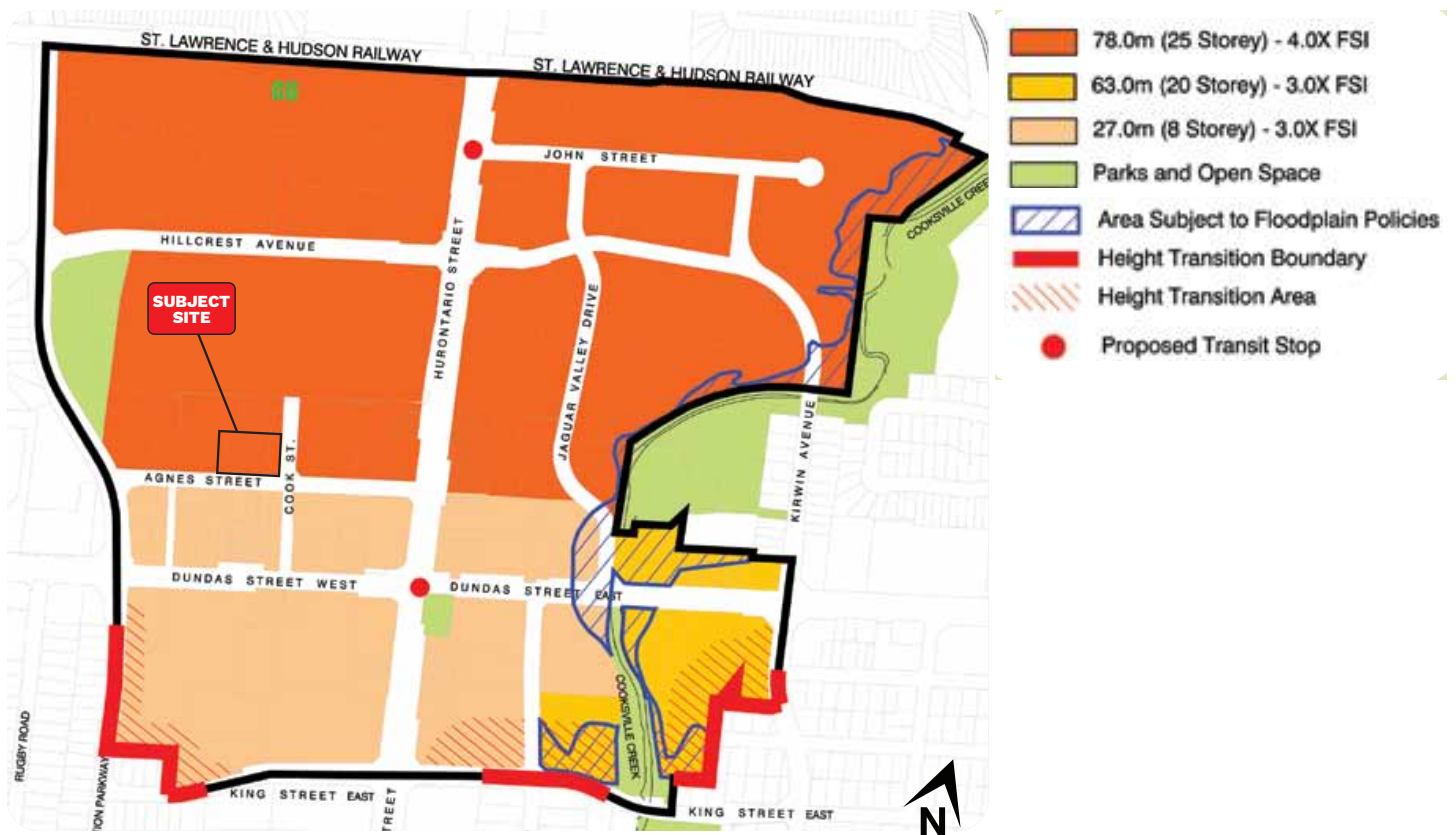 ST. LAWRENCE & HUDSON RAILWAY
ST. LAWRENCE & HUDSON RAILWAY
JOHN STREET
COOKSVILLE CREEK
HILLCREST AVENUE
HURONTARIO STREET
JAGUAR VALLEY DRIVE
SUBJECT
SITE
KIRWIN AVENUE
AGNES STREET
COOK ST.
DUNDAS STREET WEST
DUNDAS STREET EAST
COOKSVILLE CREEK
RUGBY ROAD
ION PARKWAY
KING STREET EAST
TREET
KING STREET EAST
N
78.0m (25 Storey) - 4.0X FSI
63.0m (20 Storey) - 3.0X FSI
27.0m (8 Storey) - 3.0X FSI
Parks and Open Space
Area Subject to Floodplain Policies
Height Transition Boundary
Height Transition Area
Proposed Transit Stop